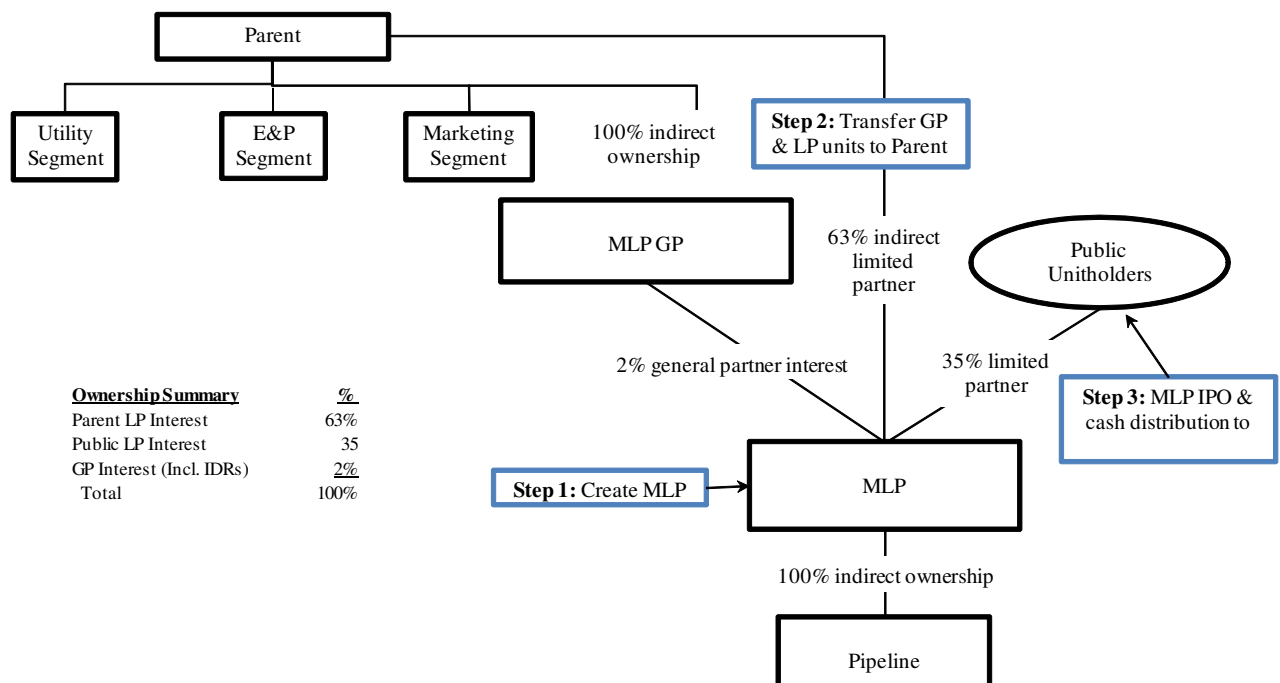 Parent
Utility
Segment
E&P
Segment
Marketing
Segment
100% indirect
ownership
Step 2: Transfer GP
& LP units to Parent
MLP GP
63% indirect
limited
partner
Public
Unitholders
2% general partner interest
35% limited
partner
Ownership Summary %
Parent LP Interest 63%
Public LP Interest 35
GP Interest (Incl. IDRs) 2%
Total 100%
Step 3: MLP IPO &
cash distribution to
Step 1: Create MLP
MLP
100% indirect ownership
Pipeline